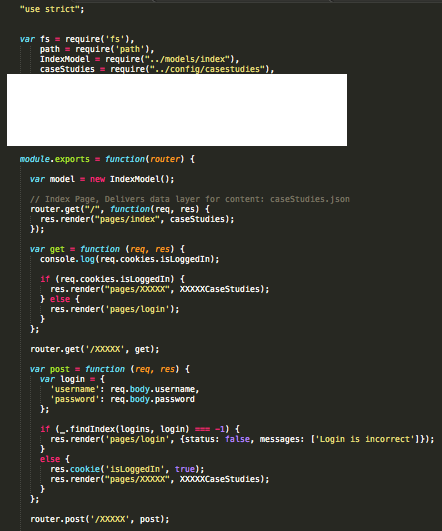 "use strict";
var fs = require('fs'),
path = require('path'),
IndexModel = require("../models/index"),
caseStudies = require("../config/casestudies"),
module.exports = function(router) {
var model = new IndexModel();
// Index Page, Delivers data layer for content: caseStudies.json
router.get("/", function(req, res) {
res.render("pages/index", caseStudies);
});
var get = function (req, res) {
console.log(req.cookies.isLoggedIn);
if (req.cookies.isLoggedIn) {
res.render("pages/XXXXX", XXXXXCaseStudies);
} else {
res.render('pages/login');
}
};
router.get('/XXXXX', get);
var post = function (req, res) {
var login = {
'username': req.body.username,
'password': req.body.password
};
if (_.findIndex(logins, login) === -1) {
res.render('pages/login', {status: false, messages: ['Login is incorrect']});
}
else {
res.cookie('isLoggedIn', true);
res.render("pages/XXXXX", XXXXXCaseStudies);
}
};
router.post('/XXXXX', post);